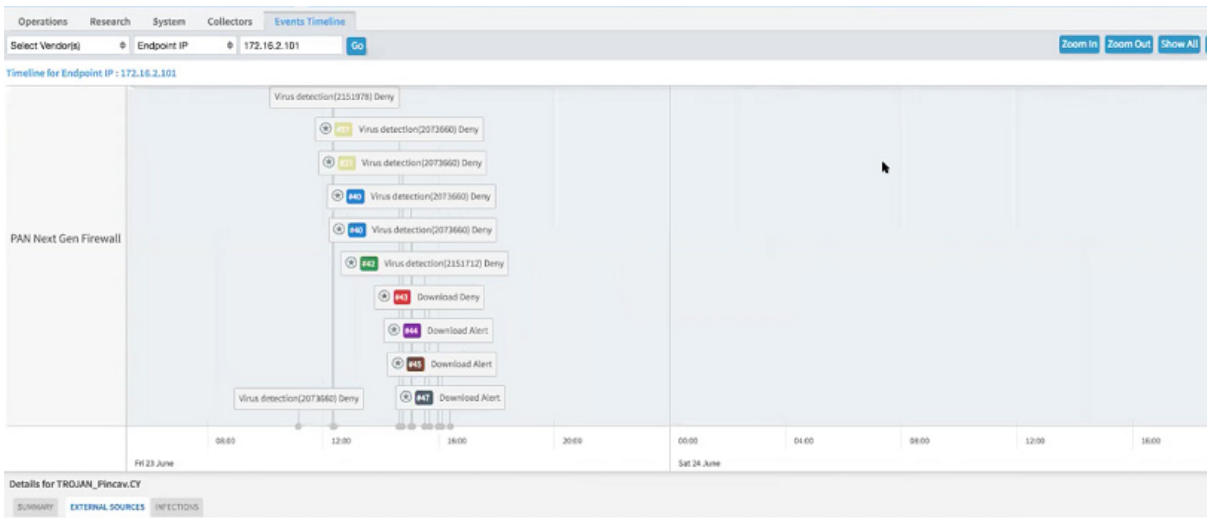 Operations Research System Collectors Events Timeline
Select Vendor(s) Endpoint IP 172.16.2.101 Go Zoom In Zoom Out Show All
Timeline for Endpoint IP : 172.16.2.101
Virus detection(2151978) Deny
Virus detection(2073660) Deny
Virus detection(2073660) Deny
#40 Virus detection(2073660) Deny
#40 Virus detection(2073660) Deny
PAN Next Gen Firewall
#42 Virus detection(2151712) Deny
#43 Download Deny
#44 Download Alert
#45 Download Alert
Virus detection(2073660) Deny #47 Download Alert
08:00 12:00 16:00 20:00 00:00 04:00 08:00 12:00 16:00
Fri 23 June Sat 24 June
Details for TROJAN_Pincav.CY
SUMMARY EXTERNAL SOURCES INFECTIONS